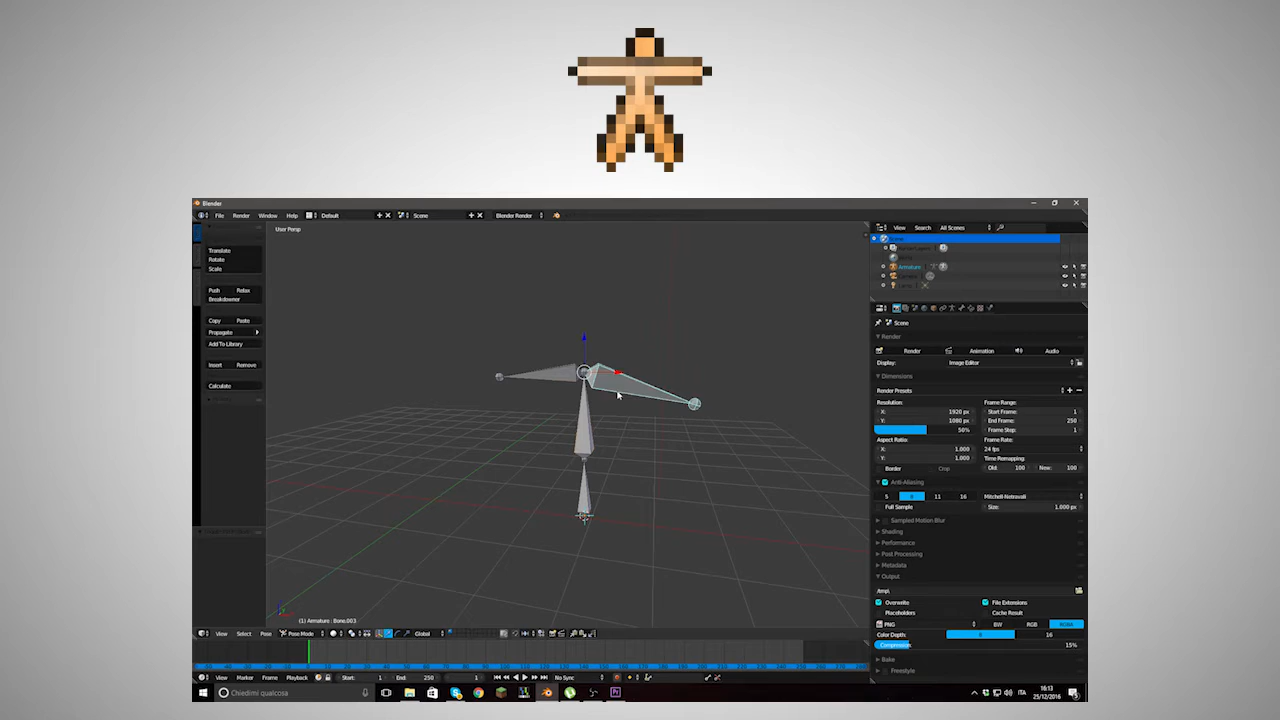 Blender
File Render Window Help Default Scene Blender Render
View Search All Scenes
User Persp
Translate
Rotate
Scale
Push Relax
Breakdowner
Copy Paste
Propagate
Add To Library
Insert Remove
Calculate
Armature
Scene
Render
Render Animation Audio
Display: Image Editor
Dimensions
Render Presets
Resolution: Frame Range:
X: 1920 px Start Frame: 1
Y: 1080 px End Frame: 250
50% Frame Step: 1
Aspect Ratio: Frame Rate:
X: 1.000 24 fps
Y: 1.000 Time Remapping:
Border Crop Old: 100 New: 100
Anti-Aliasing
5 8 11 16 Mitchell-Netravali
Full Sample Size: 1.000 px
Sampled Motion Blur
Shading
Performance
Post Processing
Metadata
Output
/tmp\
Overwrite File Extensions
Placeholders Cache Result
PNG BW RGB RGBA
Color Depth: 8 16
Compression: 15%
Bake
Freestyle
(1) Armature : Bone.003
View Select Pose Pose Mode Global
View Marker Frame Playback Start: 1 End: 250 1 No Sync
Chiedimi qualcosa
ITA
16:13
25/12/2016